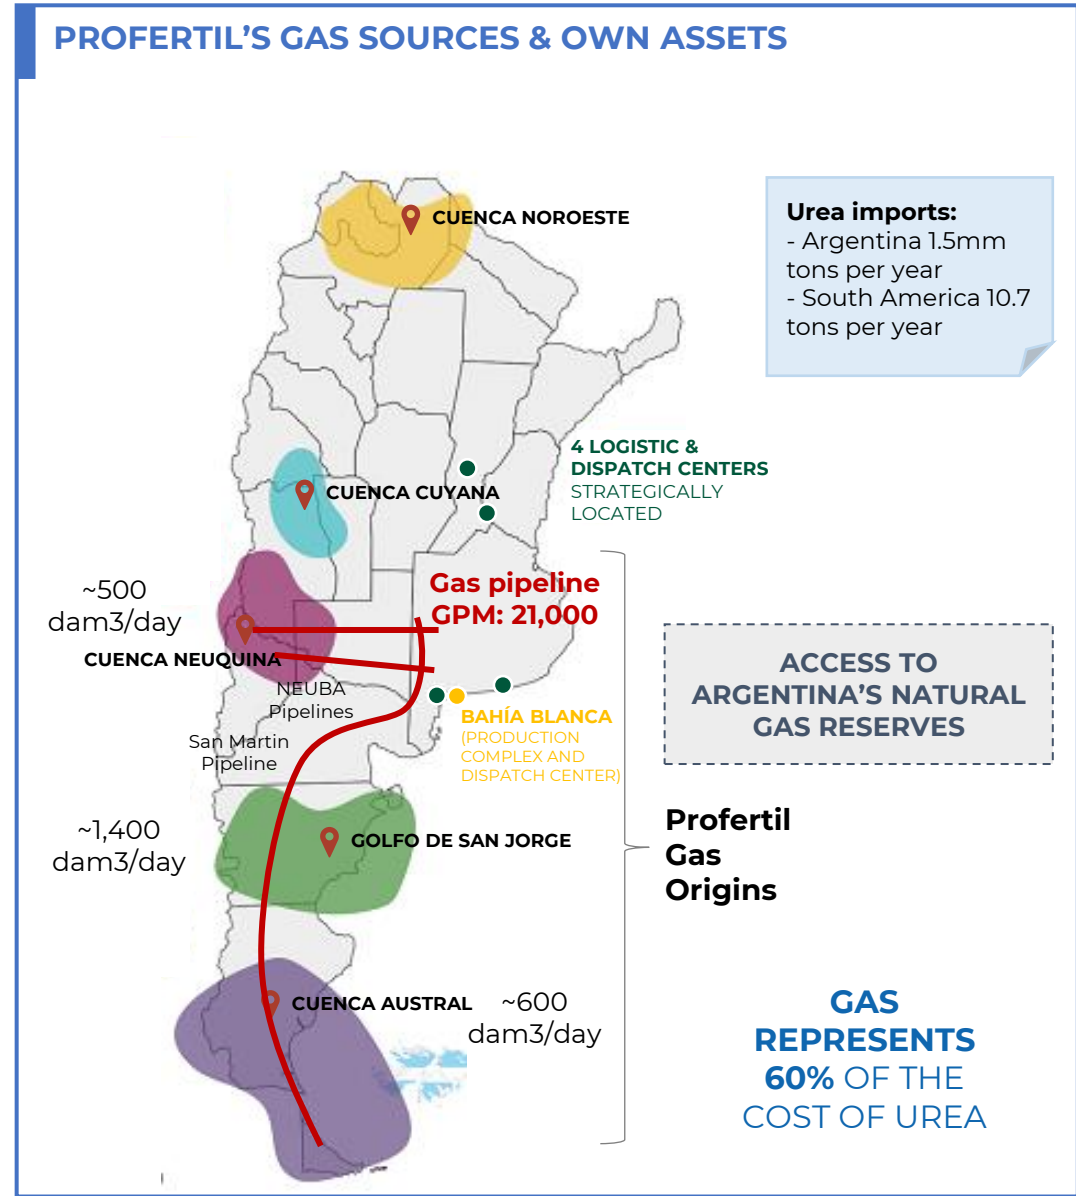 PROFERTIL’S GAS SOURCES & OWN ASSETS
CUENCA NOROESTE
Urea imports:
- Argentina 1.5mm
tons per year
- South America 10.7
tons per year
4 LOGISTIC &
DISPATCH CENTERS
STRATEGICALLY
LOCATED
CUENCA CUYANA
~500
dam3/day
Gas pipeline
GPM: 21,000
CUENCA NEUQUINA
NEUBA
Pipelines
San Martin
Pipeline
BAHÍA BLANCA
(PRODUCTION
COMPLEX AND
DISPATCH CENTER)
ACCESS TO
ARGENTINA’S NATURAL
GAS RESERVES
~1,400
dam3/day
GOLFO DE SAN JORGE
Profertil
Gas
Origins
CUENCA AUSTRAL
~600
dam3/day
GAS
REPRESENTS
60% OF THE
COST OF UREA